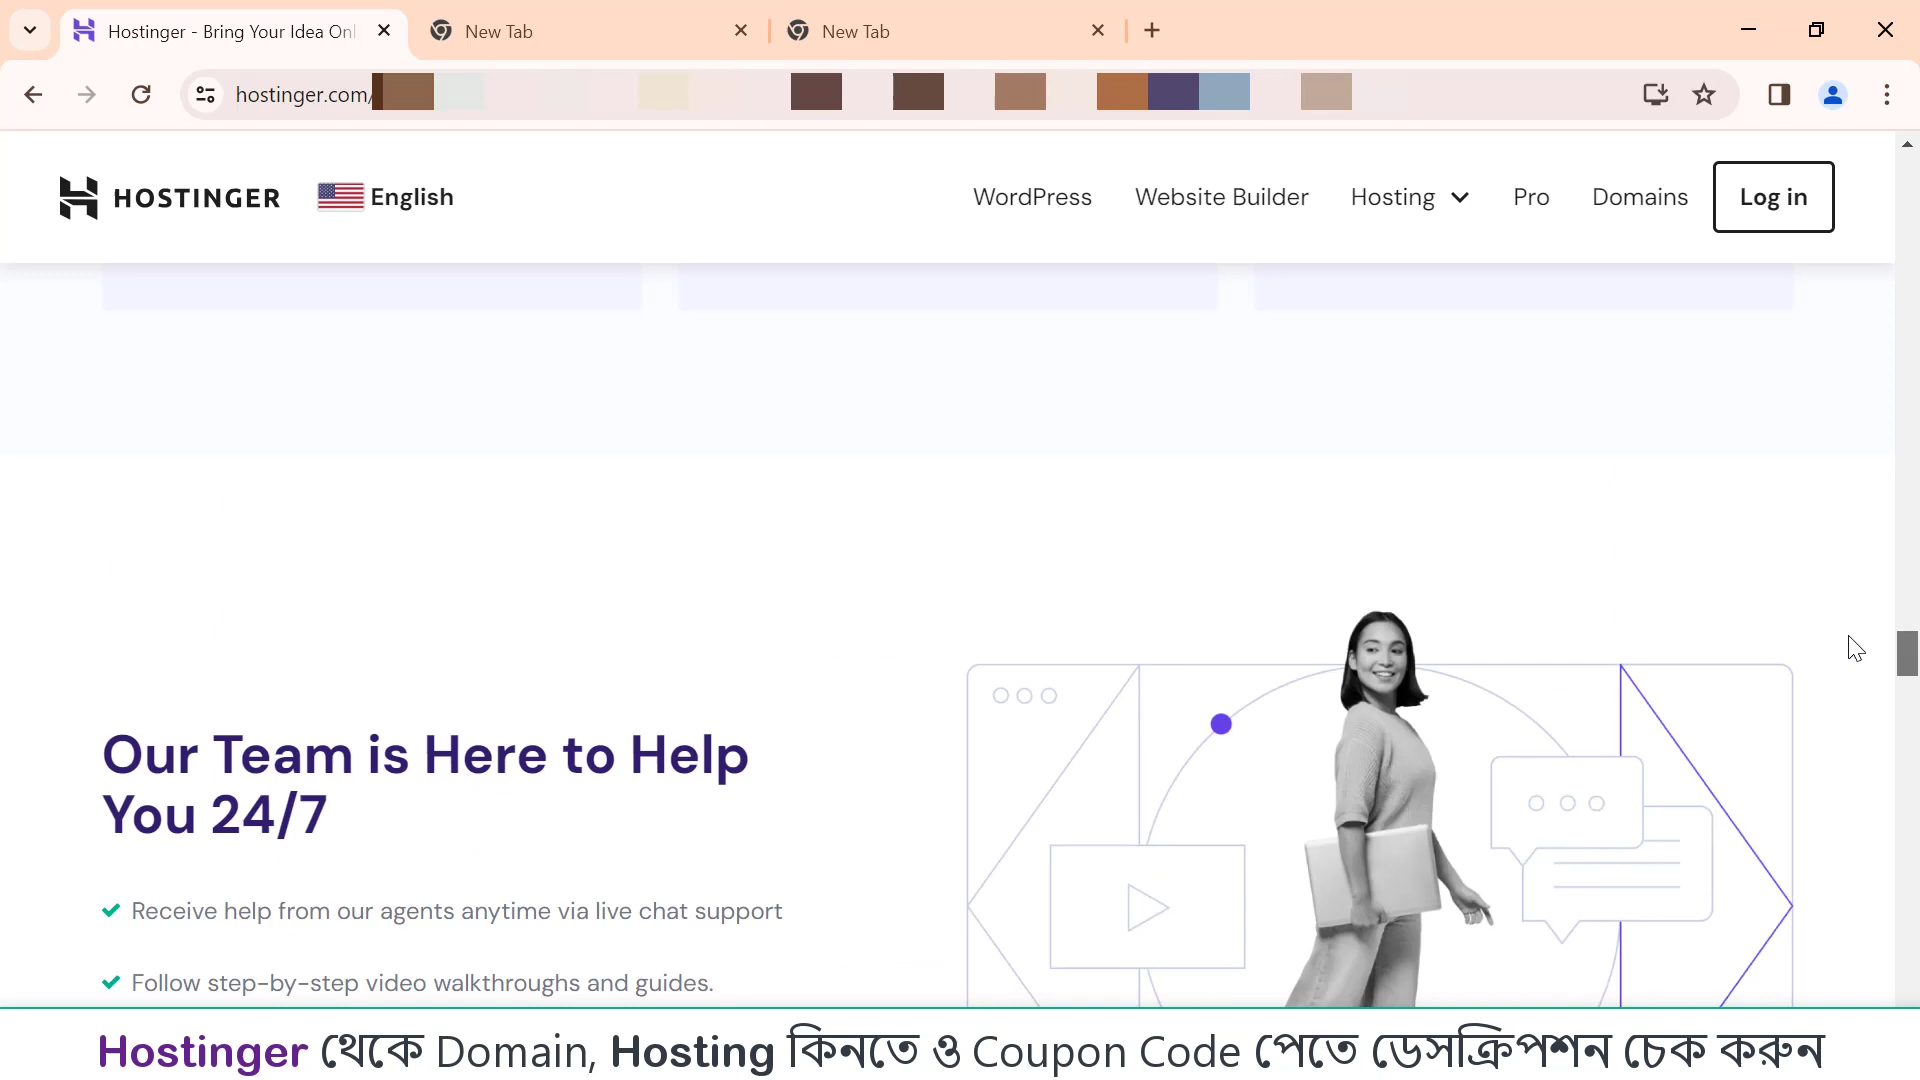 Hostinger - Bring Your Idea Onl
New Tab
New Tab
hostinger.com/
HOSTINGER
English
WordPress
Website Builder
Hosting
Pro
Domains
Log in
Our Team is Here to Help
You 24/7
Receive help from our agents anytime via live chat support
Follow step-by-step video walkthroughs and guides.
Hostinger থেকে Domain, Hosting কিনতে ও Coupon Code পেতে ডেসক্রিপশন চেক করুন